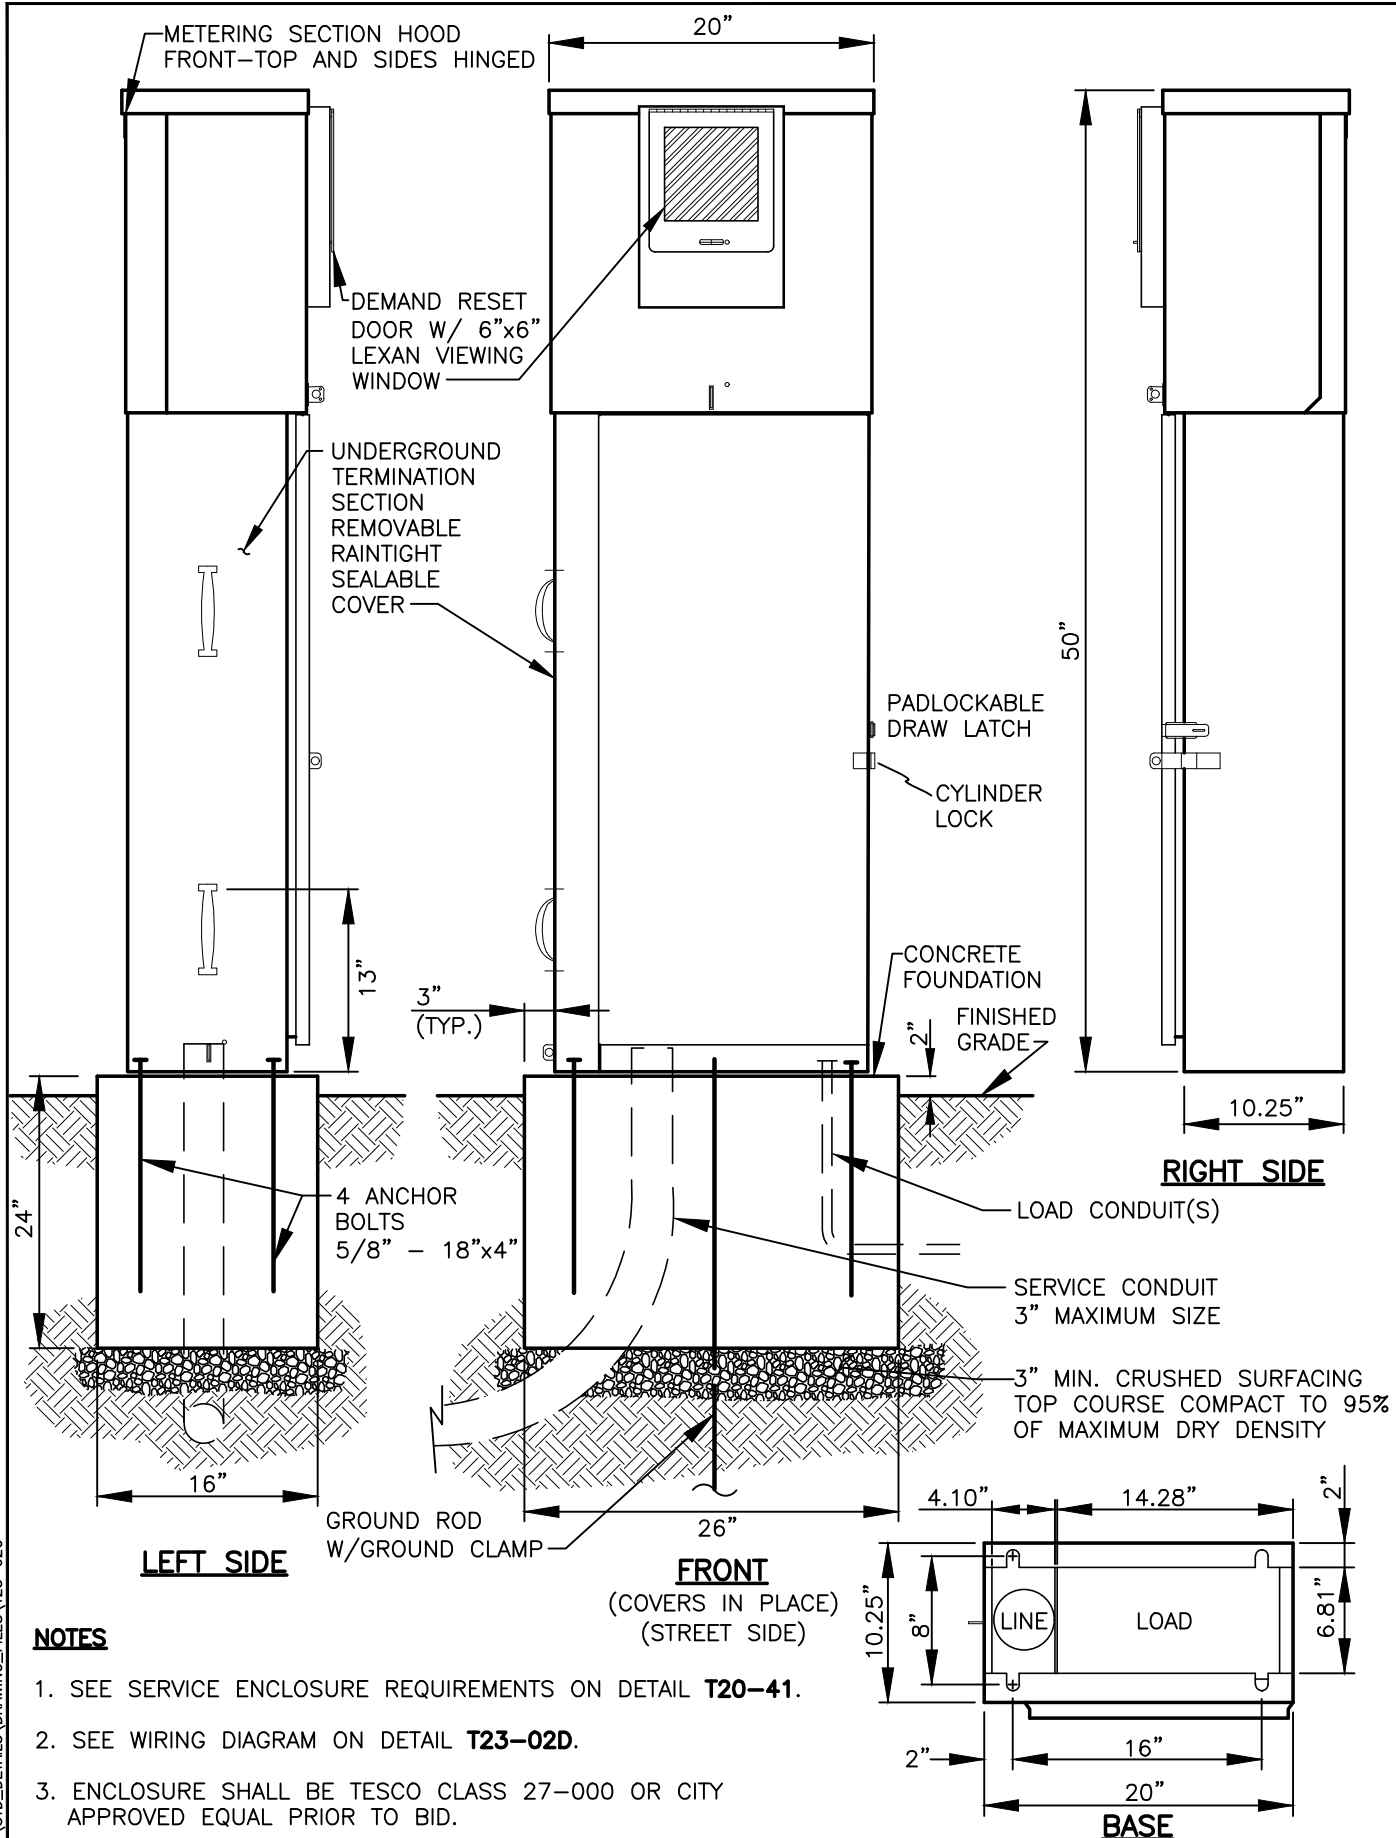 METERING SECTION HOOD
FRONT-TOP AND SIDES HINGED
20"
DEMAND RESET
DOOR W/ 6"x6"
LEXAN VIEWING
WINDOW
UNDERGROUND
TERMINATION
SECTION
REMOVABLE
RAINTIGHT
SEALABLE
COVER
50"
PADLOCKABLE
DRAW LATCH
CYLINDER
LOCK
13"
3"
(TYP.)
CONCRETE
FOUNDATION
2"
FINISHED
GRADE
10.25"
RIGHT SIDE
24"
4 ANCHOR
BOLTS
5/8" - 18"x4"
LOAD CONDUIT(S)
SERVICE CONDUIT
3" MAXIMUM SIZE
3" MIN. CRUSHED SURFACING
TOP COURSE COMPACT TO 95%
OF MAXIMUM DRY DENSITY
16"
26"
GROUND ROD
W/GROUND CLAMP
LEFT SIDE
FRONT
(COVERS IN PLACE)
(STREET SIDE)
4.10"
14.28"
2"
10.25"
8"
LINE
LOAD
6.81"
2"
16"
20"
BASE
NOTES
1. SEE SERVICE ENCLOSURE REQUIREMENTS ON DETAIL T20-41.
2. SEE WIRING DIAGRAM ON DETAIL T23-02D.
3. ENCLOSURE SHALL BE TESCO CLASS 27-000 OR CITY
APPROVED EQUAL PRIOR TO BID.